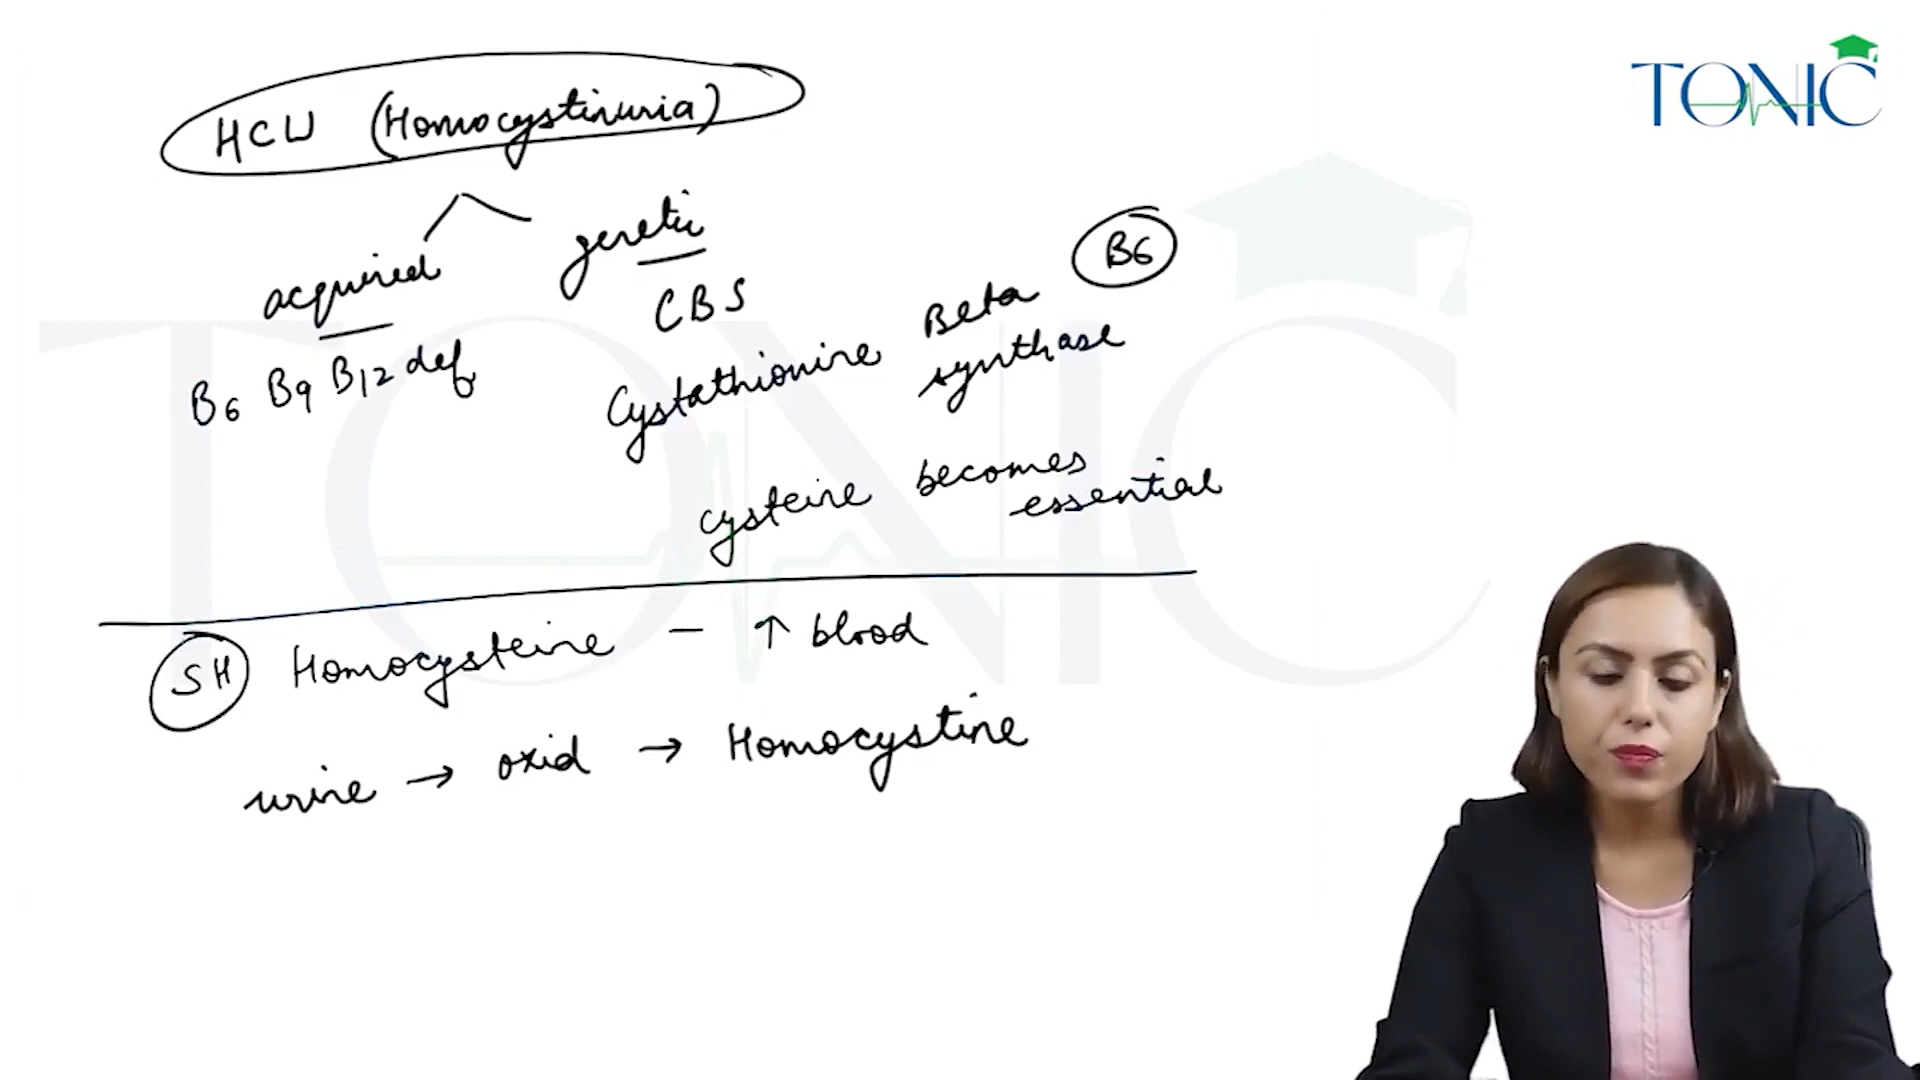 TONIC
HCU (Homocystinuria)
acquired
genetic
B6 B9 B12 def
CBS
Cystathionine Beta synthase
B6
cysteine becomes
essential
SH Homocysteine - ↑ blood
urine → oxid → Homocystine